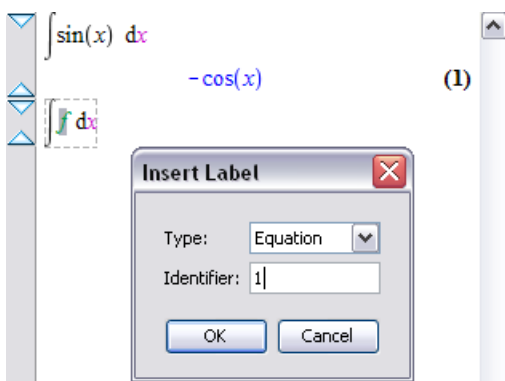 ∫sin(x) dx
−cos(x) (1)
∫f dx
Insert Label
Type: Equation
Identifier: 1
OK Cancel